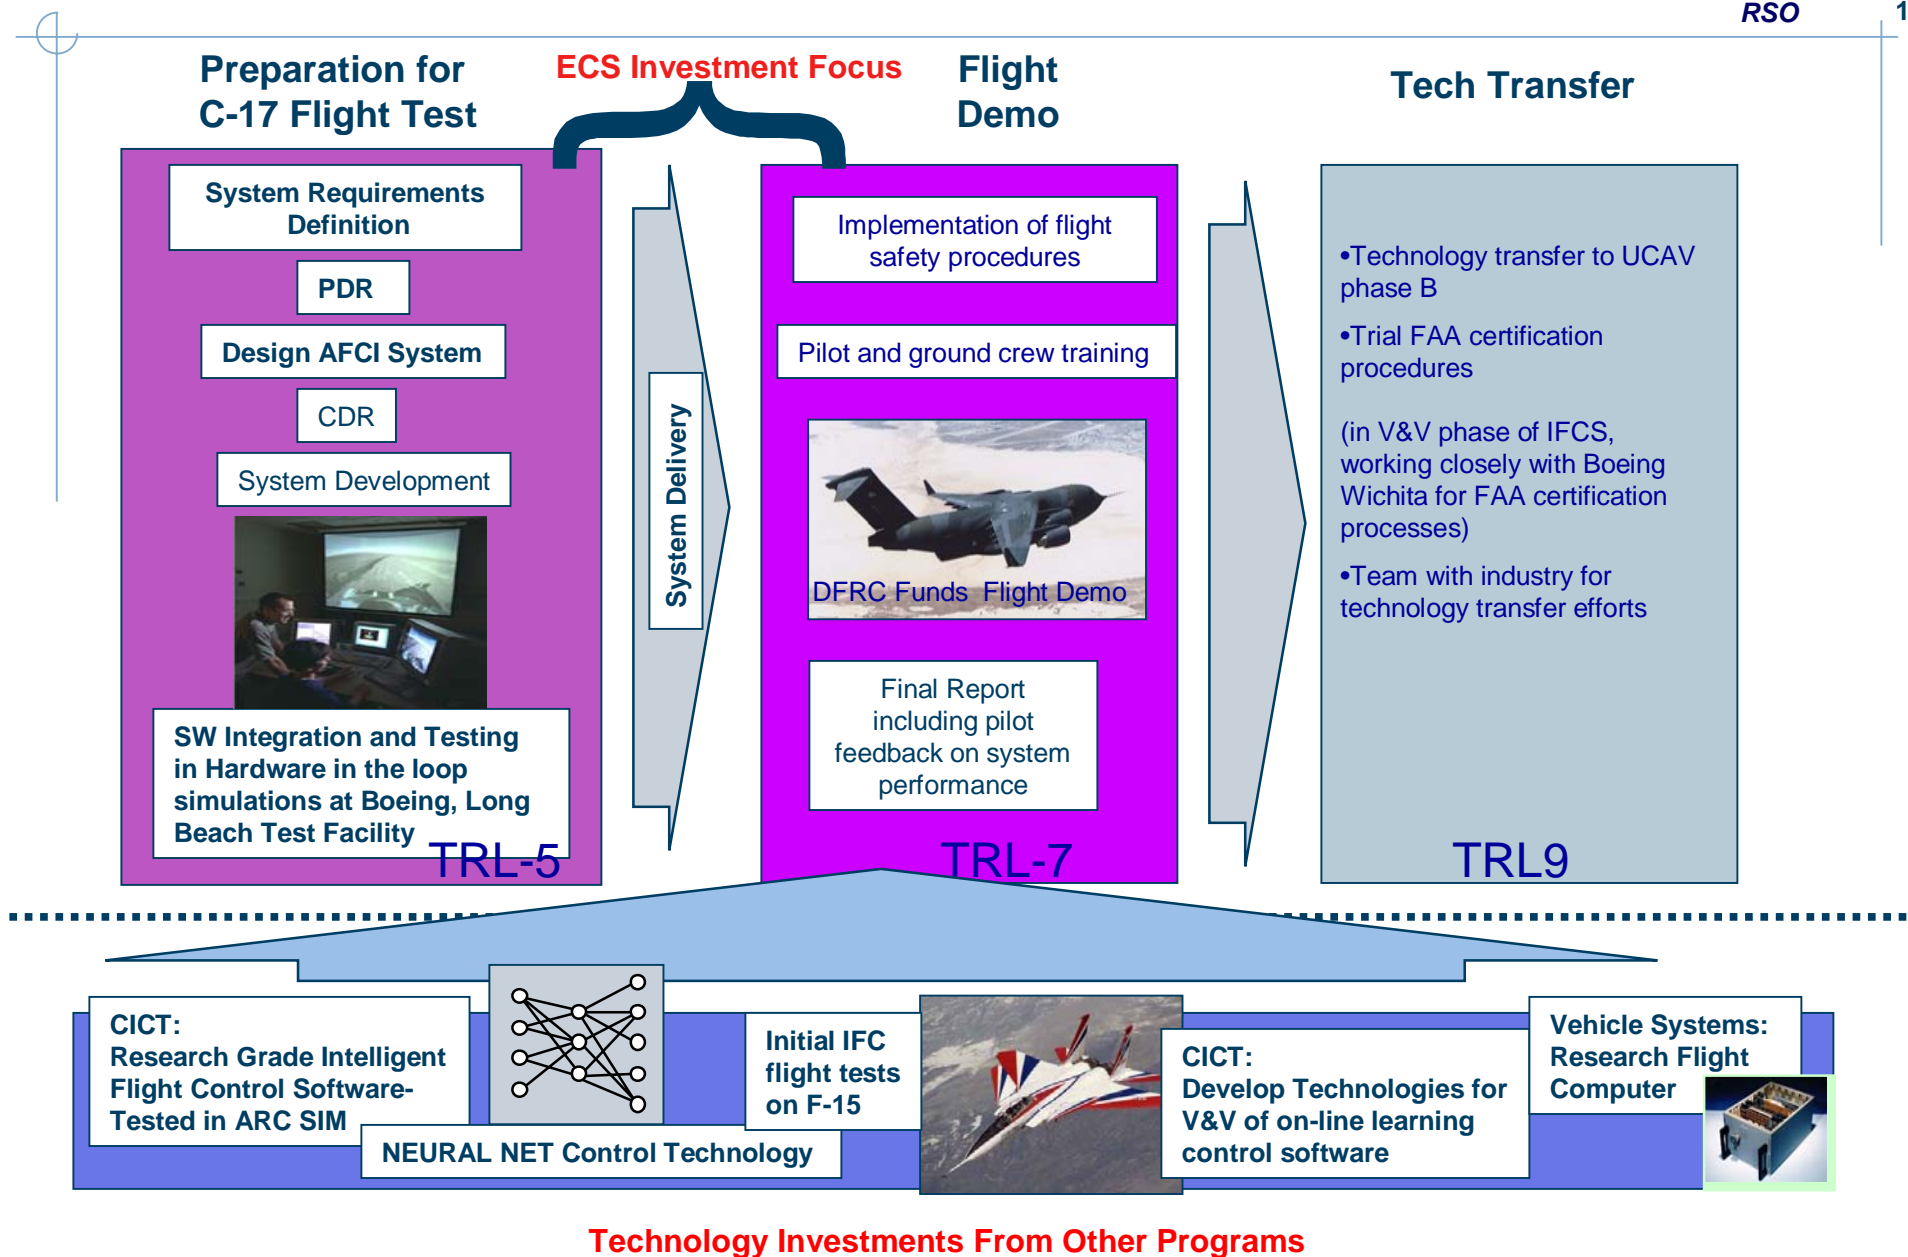 RSO
1
Preparation for
C-17 Flight Test
ECS Investment Focus
Flight
Demo
Tech Transfer
System Requirements
Definition
PDR
Design AFCI System
CDR
System Development
SW Integration and Testing
in Hardware in the loop
simulations at Boeing, Long
Beach Test Facility
TRL-5
System Delivery
Implementation of flight
safety procedures
Pilot and ground crew training
DFRC Funds Flight Demo
Final Report
including pilot
feedback on system
performance
TRL-7
•Technology transfer to UCAV
phase B
•Trial FAA certification
procedures
(in V&V phase of IFCS,
working closely with Boeing
Wichita for FAA certification
processes)
•Team with industry for
technology transfer efforts
TRL9
CICT:
Research Grade Intelligent
Flight Control Software-
Tested in ARC SIM
NEURAL NET Control Technology
Initial IFC
flight tests
on F-15
CICT:
Develop Technologies for
V&V of on-line learning
control software
Vehicle Systems:
Research Flight
Computer
Technology Investments From Other Programs